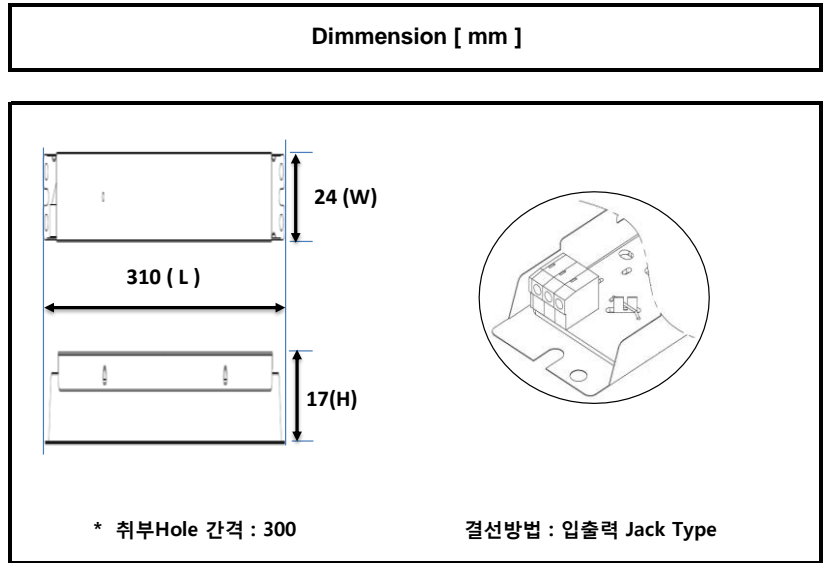 Dimmension [ mm ]
24 (W)
310 ( L )
17(H)
* 취부Hole 간격 : 300
결선방법 : 입출력 Jack Type